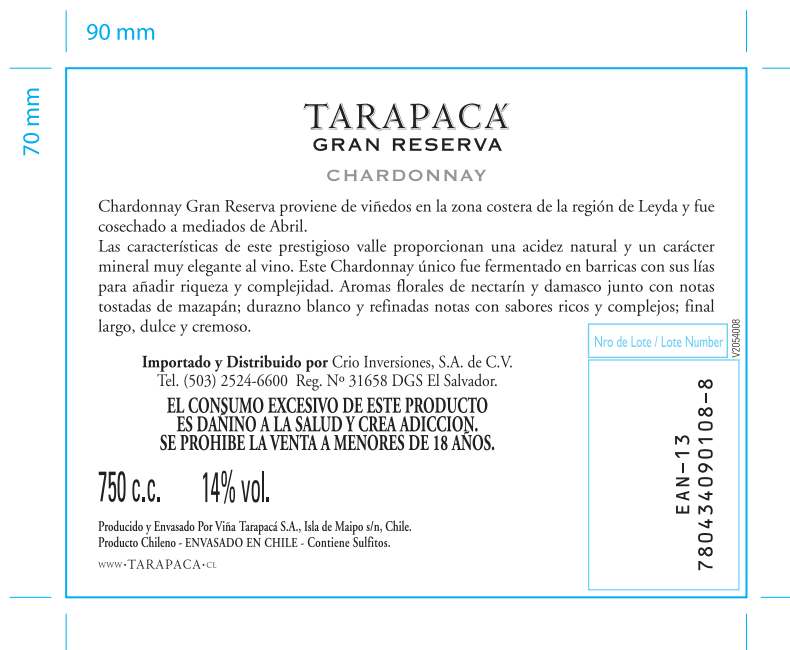 90 mm
70 mm
TARAPACÁ
GRAN RESERVA
CHARDONNAY
Chardonnay Gran Reserva proviene de viñedos en la zona costera de la región de Leyda y fue
cosechado a mediados de Abril.
Las características de este prestigioso valle proporcionan una acidez natural y un carácter
mineral muy elegante al vino. Este Chardonnay único fue fermentado en barricas con sus lías
para añadir riqueza y complejidad. Aromas florales de nectarín y damasco junto con notas
tostadas de mazapán; durazno blanco y refinadas notas con sabores ricos y complejos; final
largo, dulce y cremoso.
Importado y Distribuido por Crio Inversiones, S.A. de C.V.
Tel. (503) 2524-6600 Reg. Nº 31658 DGS El Salvador.
EL CONSUMO EXCESIVO DE ESTE PRODUCTO
ES DAÑINO A LA SALUD Y CREA ADICCION.
SE PROHIBE LA VENTA A MENORES DE 18 AÑOS.
750 c.c. 14% vol.
Producido y Envasado Por Viña Tarapacá S.A., Isla de Maipo s/n, Chile.
Producto Chileno - ENVASADO EN CHILE - Contiene Sulfitos.
WWW·TARAPACA·CL
Nro de Lote / Lote Number
V2054008
EAN-13
780434090108-8